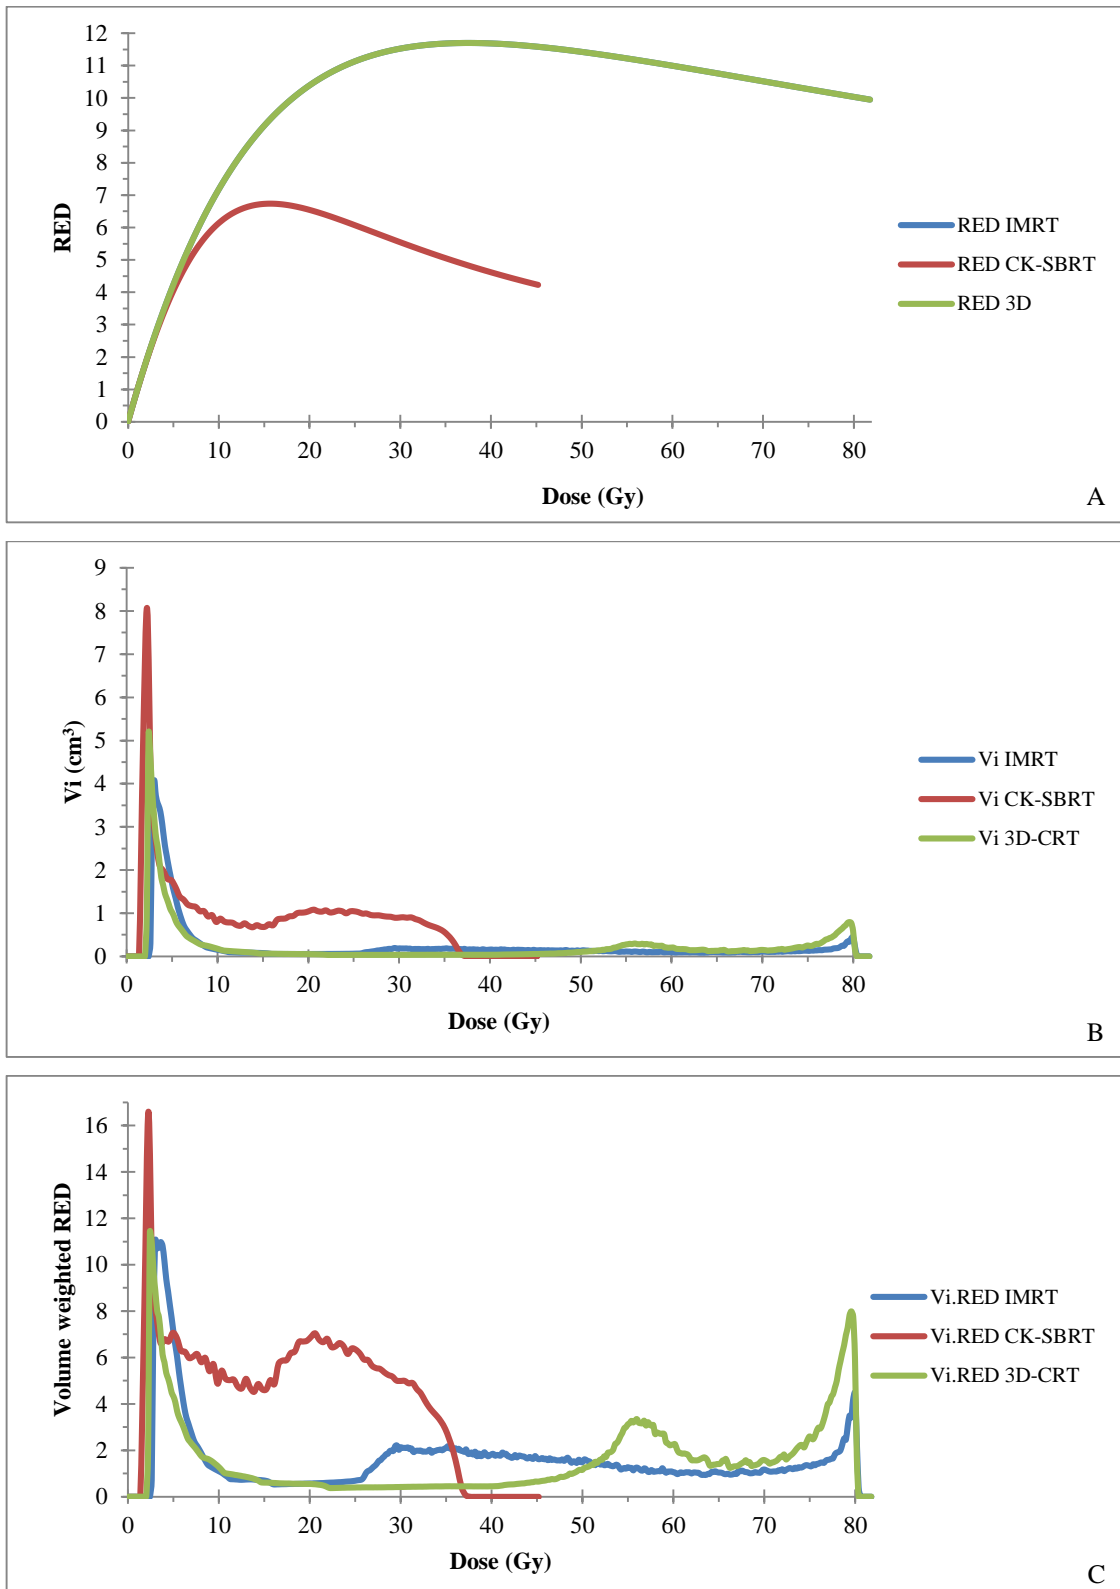 12
11
10
9
8
7
6
5
4
3
2
1
0
RED
0 10 20 30 40 50 60 70 80
Dose (Gy)
RED IMRT
RED CK-SBRT
RED 3D
A
9
8
7
6
5
4
3
2
1
0
Vi (cm³)
0 10 20 30 40 50 60 70 80
Dose (Gy)
Vi IMRT
Vi CK-SBRT
Vi 3D-CRT
B
16
14
12
10
8
6
4
2
0
Volume weighted RED
0 10 20 30 40 50 60 70 80
Dose (Gy)
Vi.RED IMRT
Vi.RED CK-SBRT
Vi.RED 3D-CRT
C